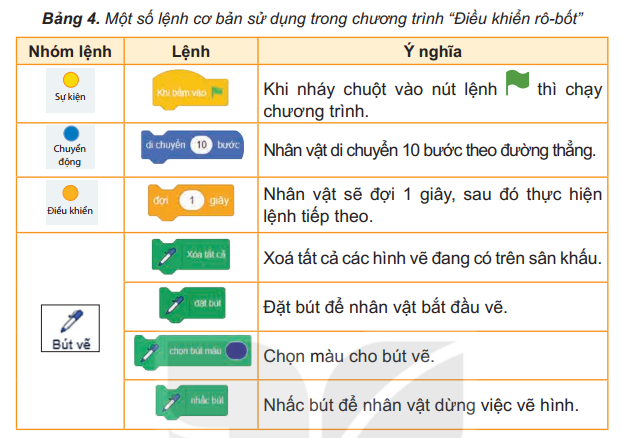 Bảng 4. Một số lệnh cơ bản sử dụng trong chương trình “Điều khiển rô-bốt”
Nhóm lệnh Lệnh Ý nghĩa
Sự kiện
Khi bấm vào
Khi nháy chuột vào nút lệnh thì chạy
chương trình.
Chuyển
động
di chuyển 10 bước
Nhân vật di chuyển 10 bước theo đường thẳng.
Điều khiển
đợi 1 giây
Nhân vật sẽ đợi 1 giây, sau đó thực hiện
lệnh tiếp theo.
Bút vẽ
Xóa tất cả
Xoá tất cả các hình vẽ đang có trên sân khấu.
đặt bút
Đặt bút để nhân vật bắt đầu vẽ.
chọn bút màu
Chọn màu cho bút vẽ.
nhấc bút
Nhấc bút để nhân vật dừng việc vẽ hình.